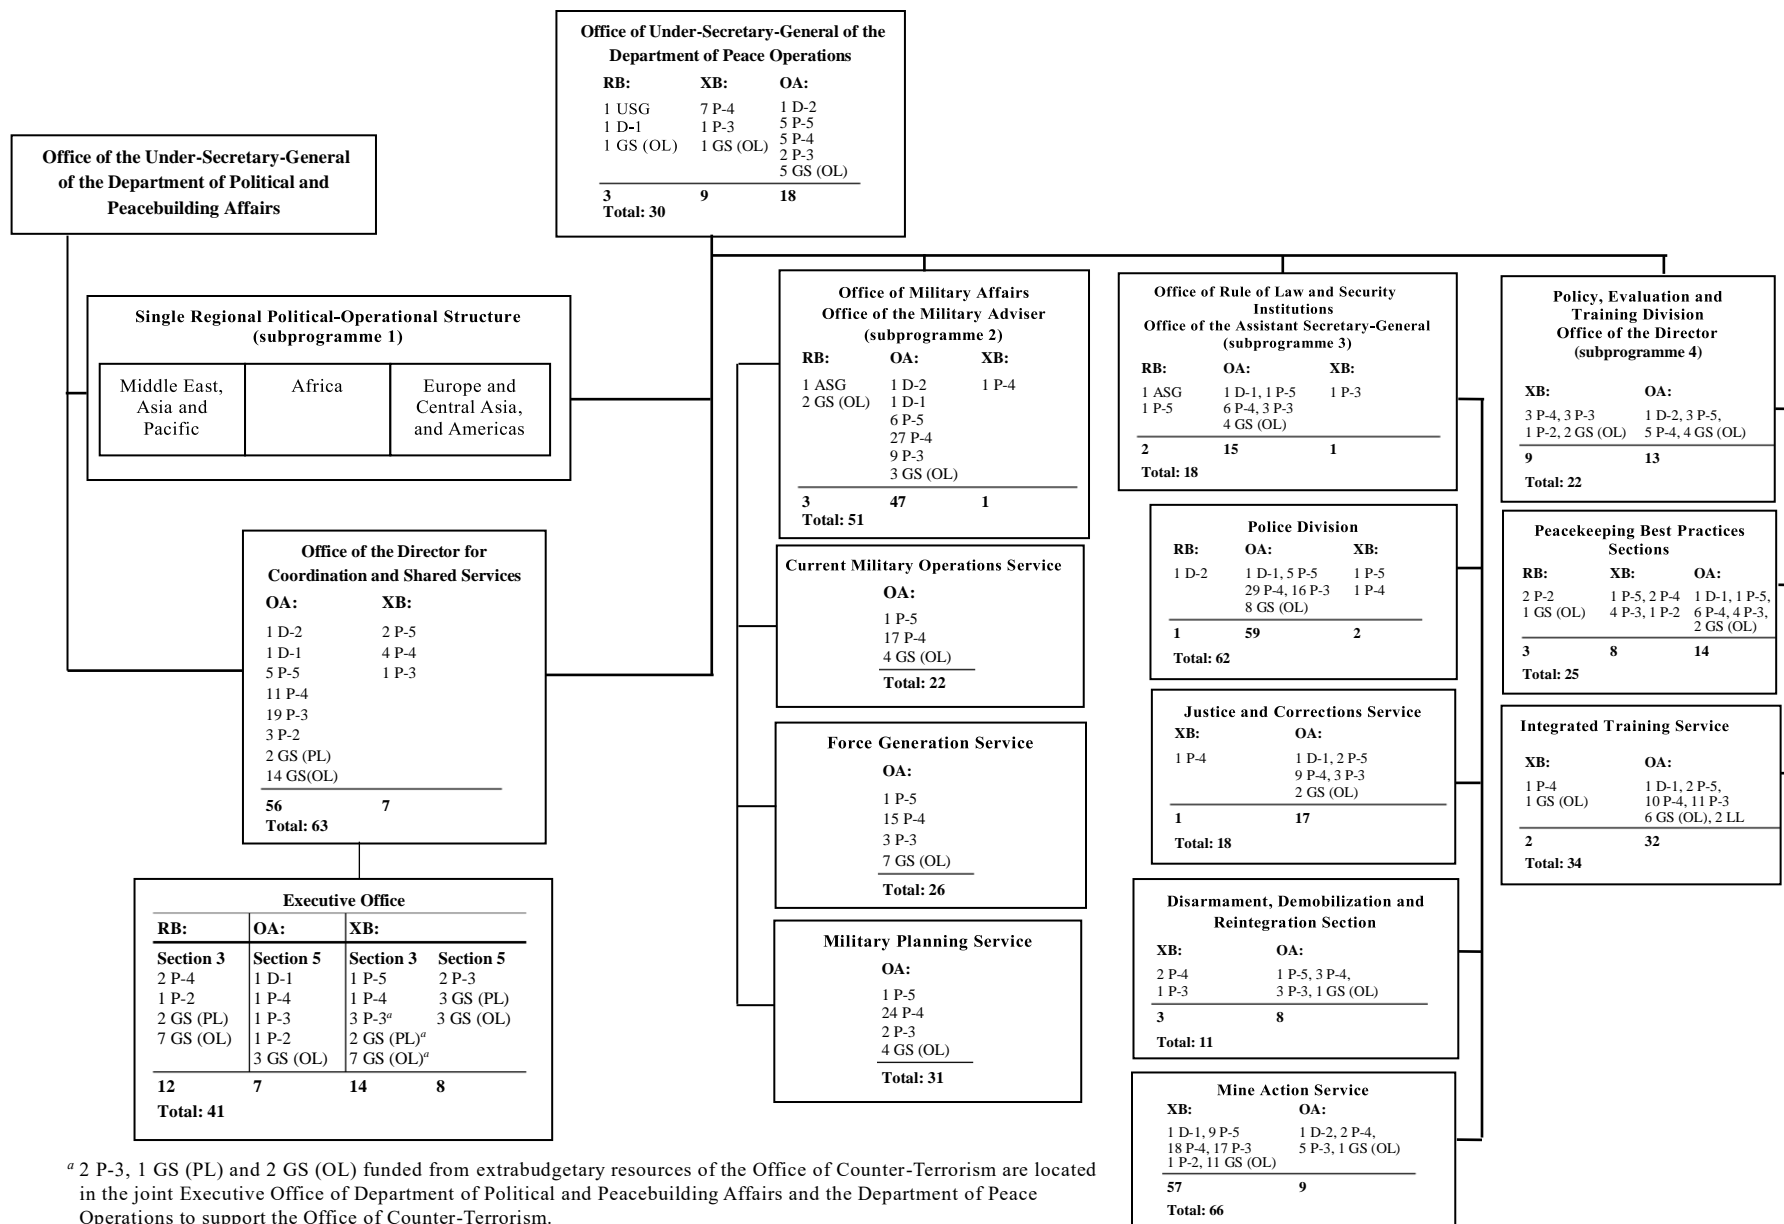 Office of Under-Secretary-General of the
Department of Peace Operations
RB: XB: OA:
1 USG 7 P-4 1 D-2
1 D-1 1 P-3 5 P-5
1 GS (OL) 1 GS (OL) 5 P-4
2 P-3
5 GS (OL)
3 9 18
Total: 30
Office of the Under-Secretary-General
of the Department of Political and
Peacebuilding Affairs
Single Regional Political-Operational Structure
(subprogramme 1)
Middle East,
Asia and
Pacific
Africa
Europe and
Central Asia,
and Americas
Office of the Director for
Coordination and Shared Services
OA: XB:
1 D-2 2 P-5
1 D-1 4 P-4
5 P-5 1 P-3
11 P-4
19 P-3
3 P-2
2 GS (PL)
14 GS(OL)
56 7
Total: 63
Executive Office
RB: OA: XB:
Section 3 Section 5 Section 3 Section 5
2 P-4 1 D-1 1 P-5 2 P-3
1 P-2 1 P-4 1 P-4 3 GS (PL)
2 GS (PL) 1 P-3 3 P-3a 3 GS (OL)
7 GS (OL) 1 P-2 2 GS (PL)a
3 GS (OL) 7 GS (OL)a
12 7 14 8
Total: 41
Office of Military Affairs
Office of the Military Adviser
(subprogramme 2)
RB: OA: XB:
1 ASG 1 D-2 1 P-4
2 GS (OL) 1 D-1
6 P-5
27 P-4
9 P-3
3 GS (OL)
3 47 1
Total: 51
Current Military Operations Service
OA:
1 P-5
17 P-4
4 GS (OL)
Total: 22
Force Generation Service
OA:
1 P-5
15 P-4
3 P-3
7 GS (OL)
Total: 26
Military Planning Service
OA:
1 P-5
24 P-4
2 P-3
4 GS (OL)
Total: 31
Office of Rule of Law and Security
Institutions
Office of the Assistant Secretary-General
(subprogramme 3)
RB: OA: XB:
1 ASG 1 D-1, 1 P-5 1 P-3
1 P-5 6 P-4, 3 P-3
4 GS (OL)
2 15 1
Total: 18
Police Division
RB: OA: XB:
1 D-2 1 D-1, 5 P-5 1 P-5
29 P-4, 16 P-3 1 P-4
8 GS (OL)
1 59 2
Total: 62
Justice and Corrections Service
XB: OA:
1 P-4 1 D-1, 2 P-5
9 P-4, 3 P-3
2 GS (OL)
1 17
Total: 18
Disarmament, Demobilization and
Reintegration Section
XB: OA:
2 P-4 1 P-5, 3 P-4,
1 P-3 3 P-3, 1 GS (OL)
3 8
Total: 11
Mine Action Service
XB: OA:
1 D-1, 9 P-5 1 D-2, 2 P-4,
18 P-4, 17 P-3 5 P-3, 1 GS (OL)
1 P-2, 11 GS (OL)
57 9
Total: 66
Policy, Evaluation and
Training Division
Office of the Director
(subprogramme 4)
XB: OA:
3 P-4, 3 P-3 1 D-2, 3 P-5,
1 P-2, 2 GS (OL) 5 P-4, 4 GS (OL)
9 13
Total: 22
Peacekeeping Best Practices
Sections
RB: XB: OA:
2 P-2 1 P-5, 2 P-4 1 D-1, 1 P-5,
1 GS (OL) 4 P-3, 1 P-2 6 P-4, 4 P-3,
2 GS (OL)
3 8 14
Total: 25
Integrated Training Service
XB: OA:
1 P-4 1 D-1, 2 P-5,
1 GS (OL) 10 P-4, 11 P-3
6 GS (OL), 2 LL
2 32
Total: 34
a 2 P-3, 1 GS (PL) and 2 GS (OL) funded from extrabudgetary resources of the Office of Counter-Terrorism are located
in the joint Executive Office of Department of Political and Peacebuilding Affairs and the Department of Peace
Operations to support the Office of Counter-Terrorism.